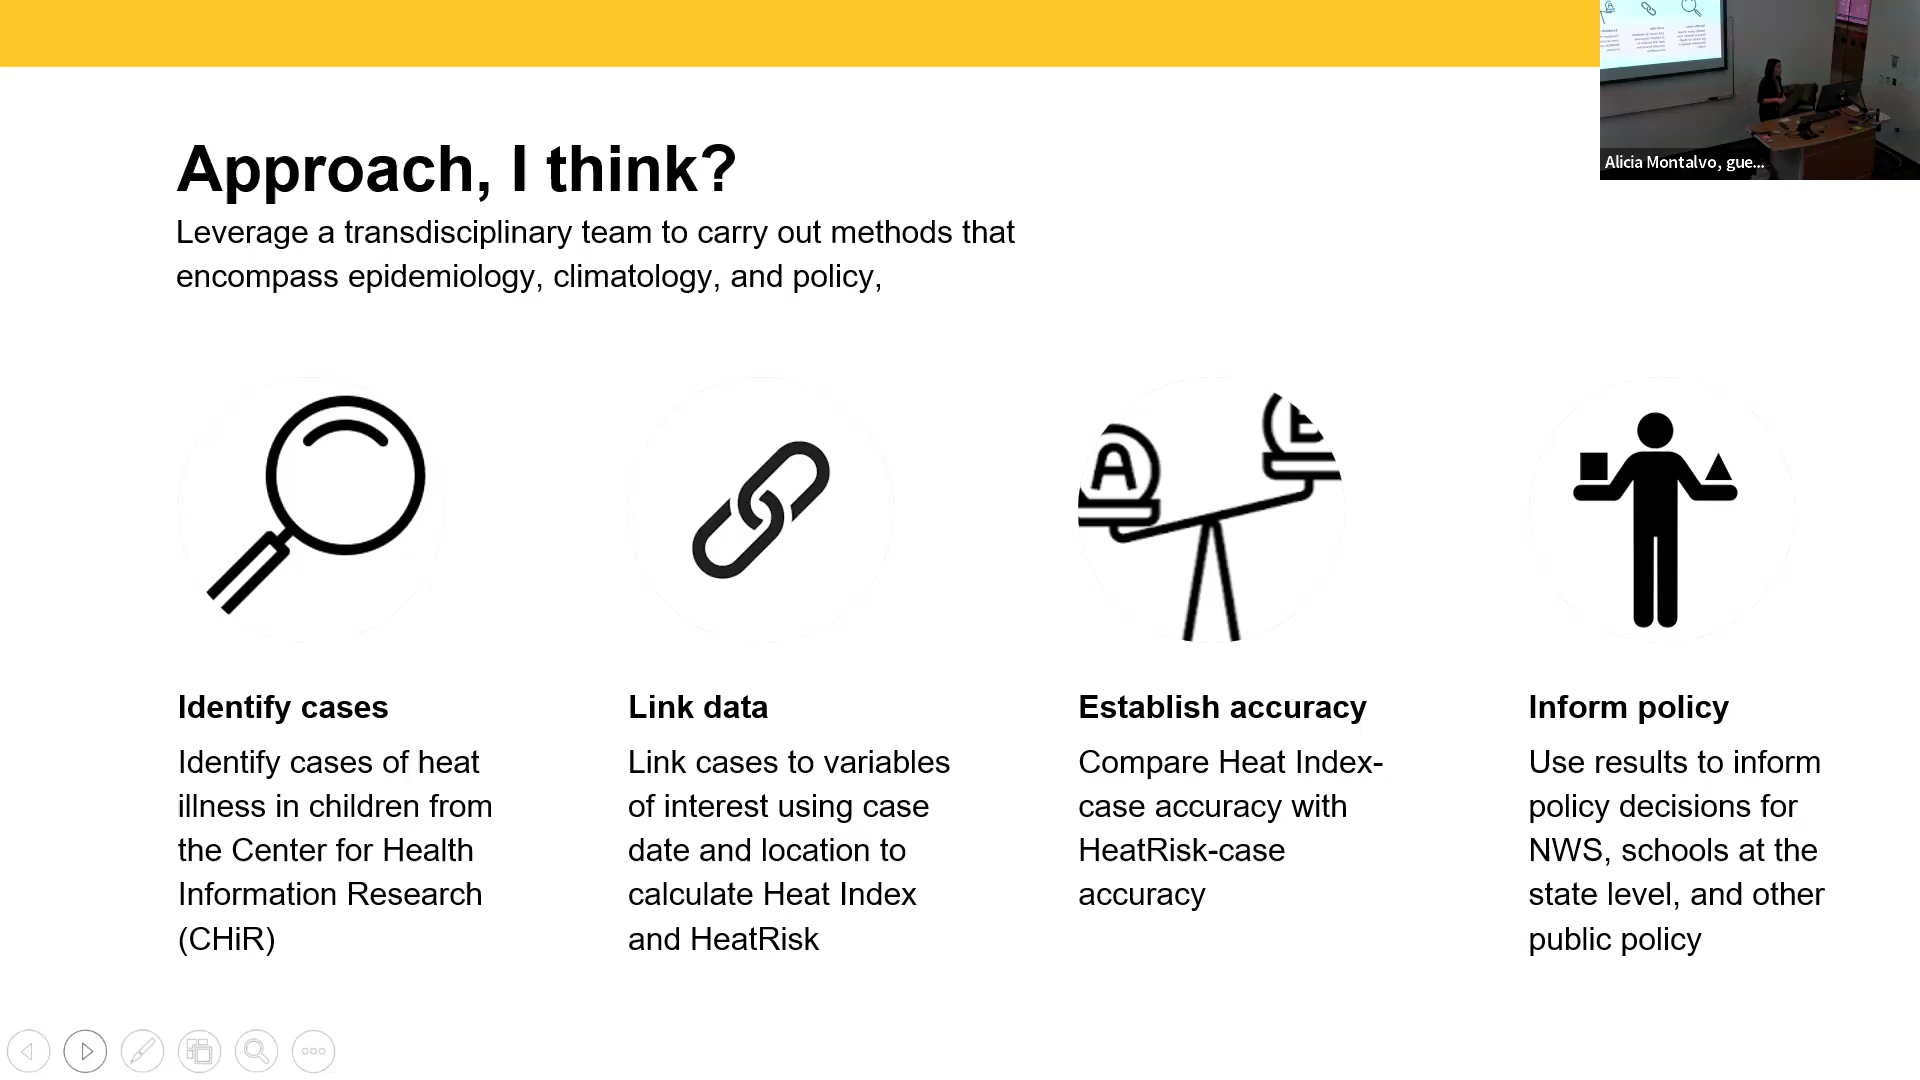 Alicia Montalvo, gue...
Approach, I think?
Leverage a transdisciplinary team to carry out methods that
encompass epidemiology, climatology, and policy,
A
E
Identify cases
Identify cases of heat
illness in children from
the Center for Health
Information Research
(CHiR)
Link data
Link cases to variables
of interest using case
date and location to
calculate Heat Index
and HeatRisk
Establish accuracy
Compare Heat Index-
case accuracy with
HeatRisk-case
accuracy
Inform policy
Use results to inform
policy decisions for
NWS, schools at the
state level, and other
public policy